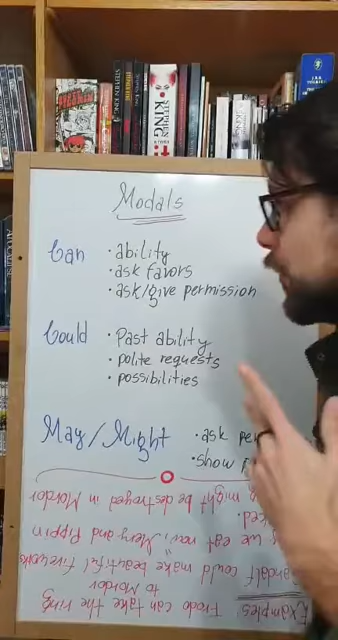 STEPHEN KING
STEPHEN KING
KING
Modals
Can · ability
· ask favors
· ask/give permission
Could · Past ability
· polite requests
· possibilities
May/Might · ask
· show
Examples
Frodo can take the ring
to Mordor
Gandalf could make beautiful fireworks
we eat now, Merry and Pippin
ked.
might be destroyed in Mordor